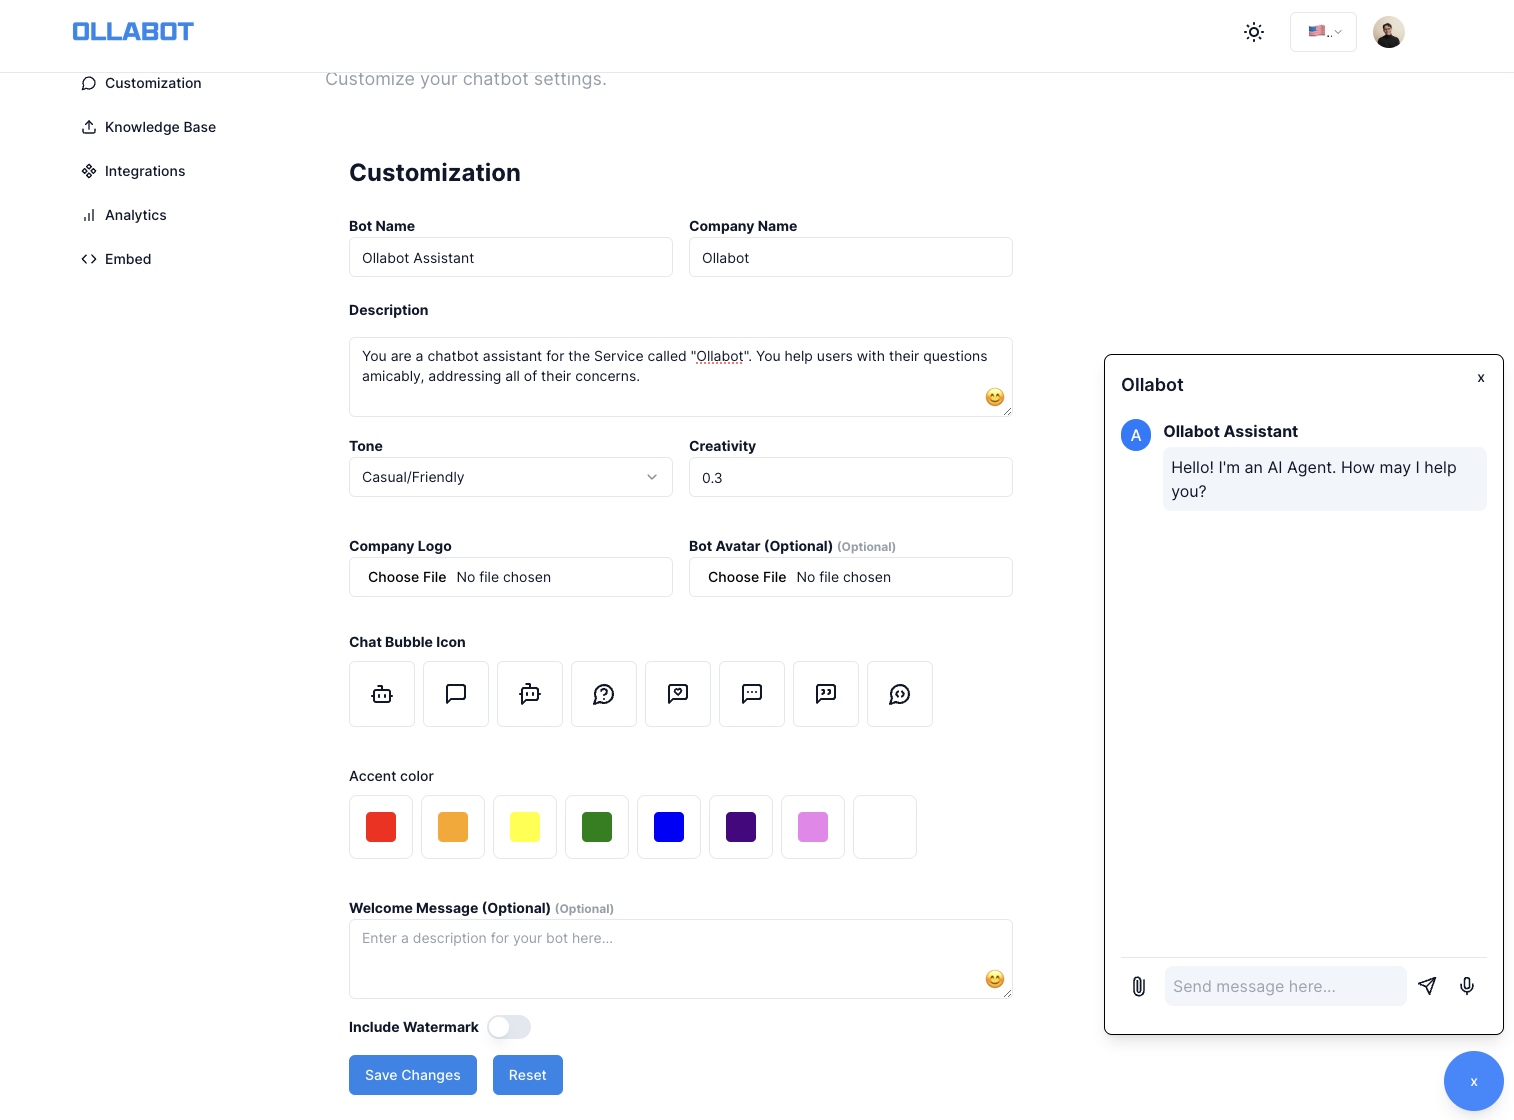 OLLABOT
Customization
Knowledge Base
Integrations
Analytics
Embed
Customize your chatbot settings.
Customization
Bot Name
Company Name
Ollabot Assistant
Ollabot
Description
You are a chatbot assistant for the Service called "Ollabot". You help users with their questions
amicably, addressing all of their concerns.
Tone
Creativity
Casual/Friendly
0.3
Company Logo
Bot Avatar (Optional) (Optional)
Choose File No file chosen
Choose File No file chosen
Chat Bubble Icon
Accent color
Welcome Message (Optional) (Optional)
Enter a description for your bot here...
Include Watermark
Save Changes
Reset
Ollabot
x
A
Ollabot Assistant
Hello! I'm an AI Agent. How may I help
you?
Send message here...
x